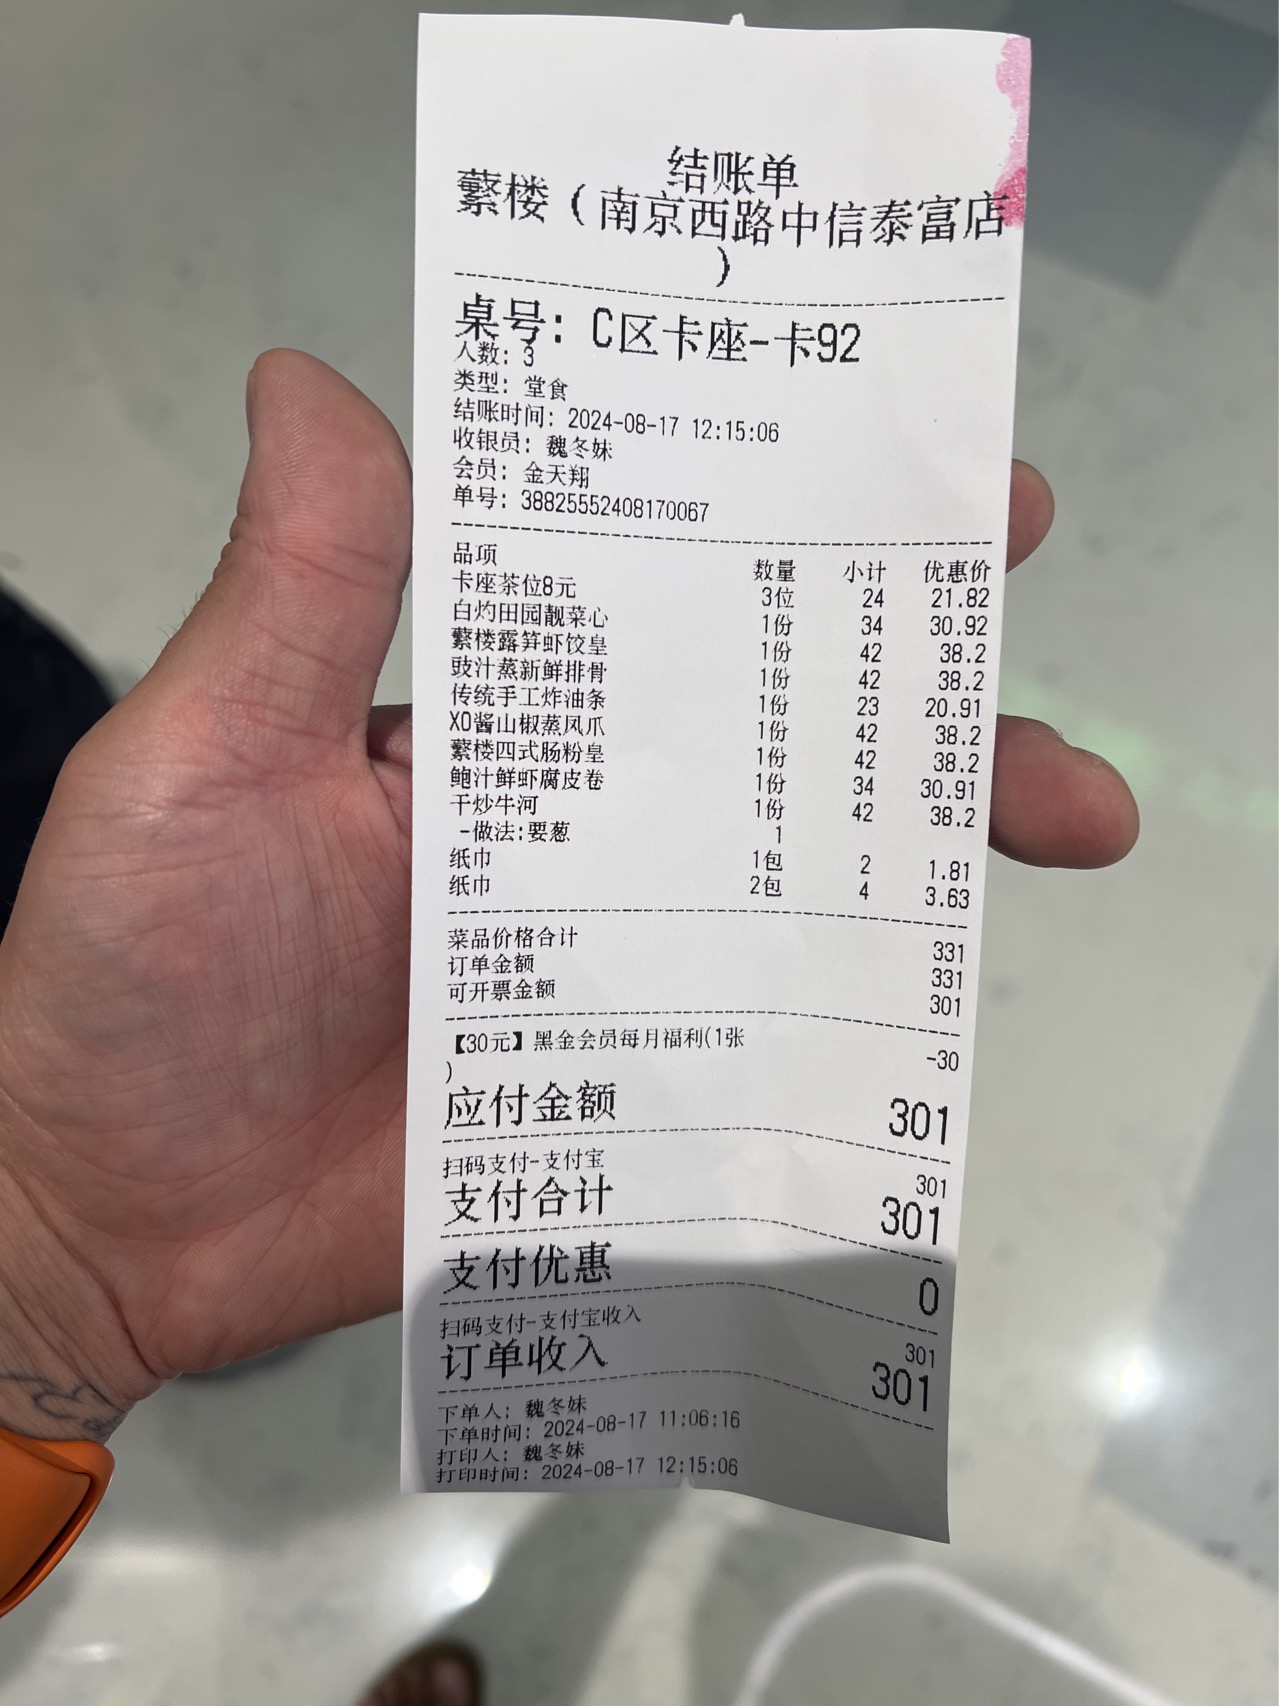 结账单
蘩楼（南京西路中信泰富店
）
桌号：C区卡座-卡92
人数：3
类型：堂食
结账时间：2024-08-17 12:15:06
收银员：魏冬妹
会员：金天翔
单号：38825552408170067
品项 数量 小计 优惠价
卡座茶位8元 3位 24 21.82
白灼田园靓菜心 1份 34 30.92
蘩楼露笋虾饺皇 1份 42 38.2
豉汁蒸新鲜排骨 1份 42 38.2
传统手工炸油条 1份 23 20.91
XO酱山椒蒸凤爪 1份 42 38.2
蘩楼四式肠粉皇 1份 42 38.2
鲍汁鲜虾腐皮卷 1份 34 30.91
干炒牛河 1份 42 38.2
-做法:要葱 1
纸巾 1包 2 1.81
纸巾 2包 4 3.63
菜品价格合计 331
订单金额 331
可开票金额 301
【30元】黑金会员每月福利(1张 -30
)
应付金额 301
扫码支付-支付宝 301
支付合计 301
支付优惠 0
扫码支付-支付宝收入 301
订单收入 301
下单人：魏冬妹
下单时间：2024-08-17 11:06:16
打印人：魏冬妹
打印时间：2024-08-17 12:15:06